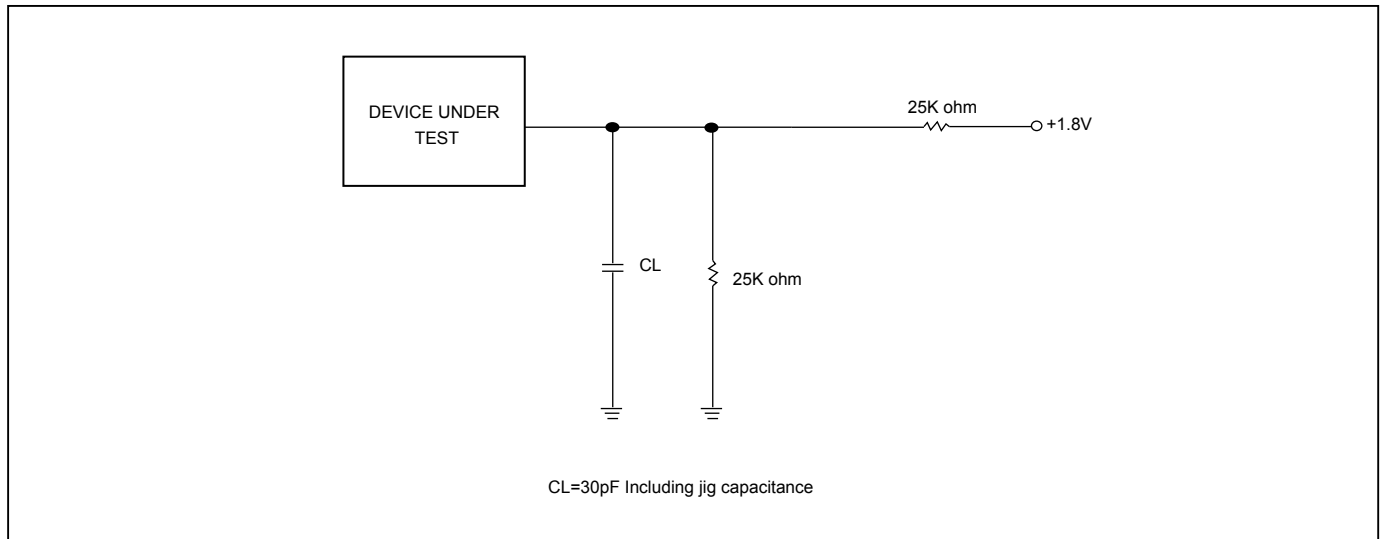 DEVICE UNDER
TEST
25K ohm
+1.8V
CL
25K ohm
CL=30pF Including jig capacitance